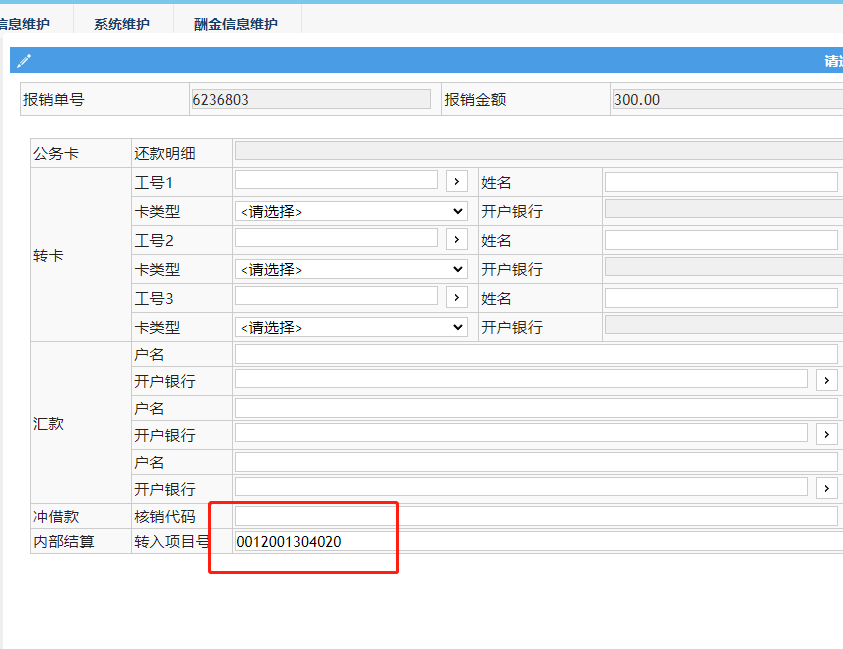 信息维护 系统维护 酬金信息维护
请
报销单号 6236803 报销金额 300.00
公务卡 还款明细
工号1 > 姓名
卡类型 <请选择> 开户银行
工号2 > 姓名
转卡
卡类型 <请选择> 开户银行
工号3 > 姓名
卡类型 <请选择> 开户银行
户名
开户银行 >
户名
汇款
开户银行 >
户名
开户银行 >
冲借款 核销代码
内部结算 转入项目号 0012001304020